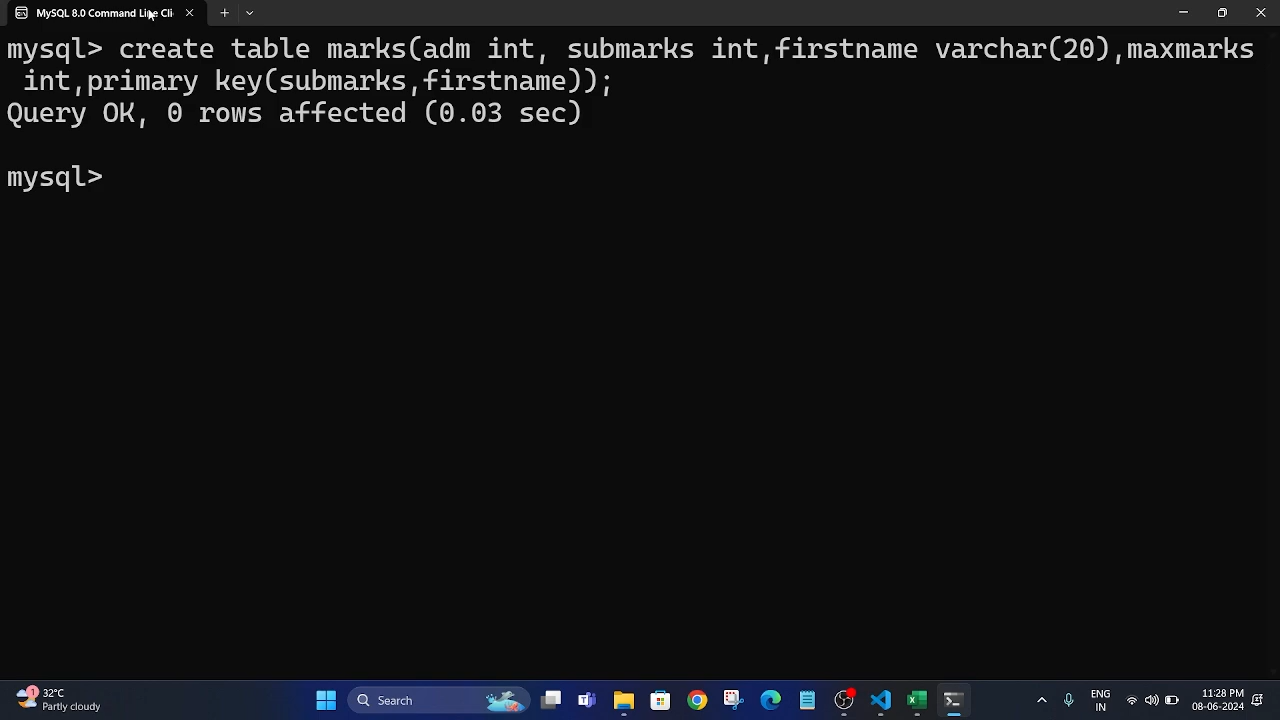 MySQL 8.0 Command Line Cli
mysql> create table marks(adm int, submarks int,firstname varchar(20),maxmarks
int,primary key(submarks,firstname));
Query OK, 0 rows affected (0.03 sec)
mysql>
1
32°C
Partly cloudy
Search
ENG
IN
11:28 PM
08-06-2024